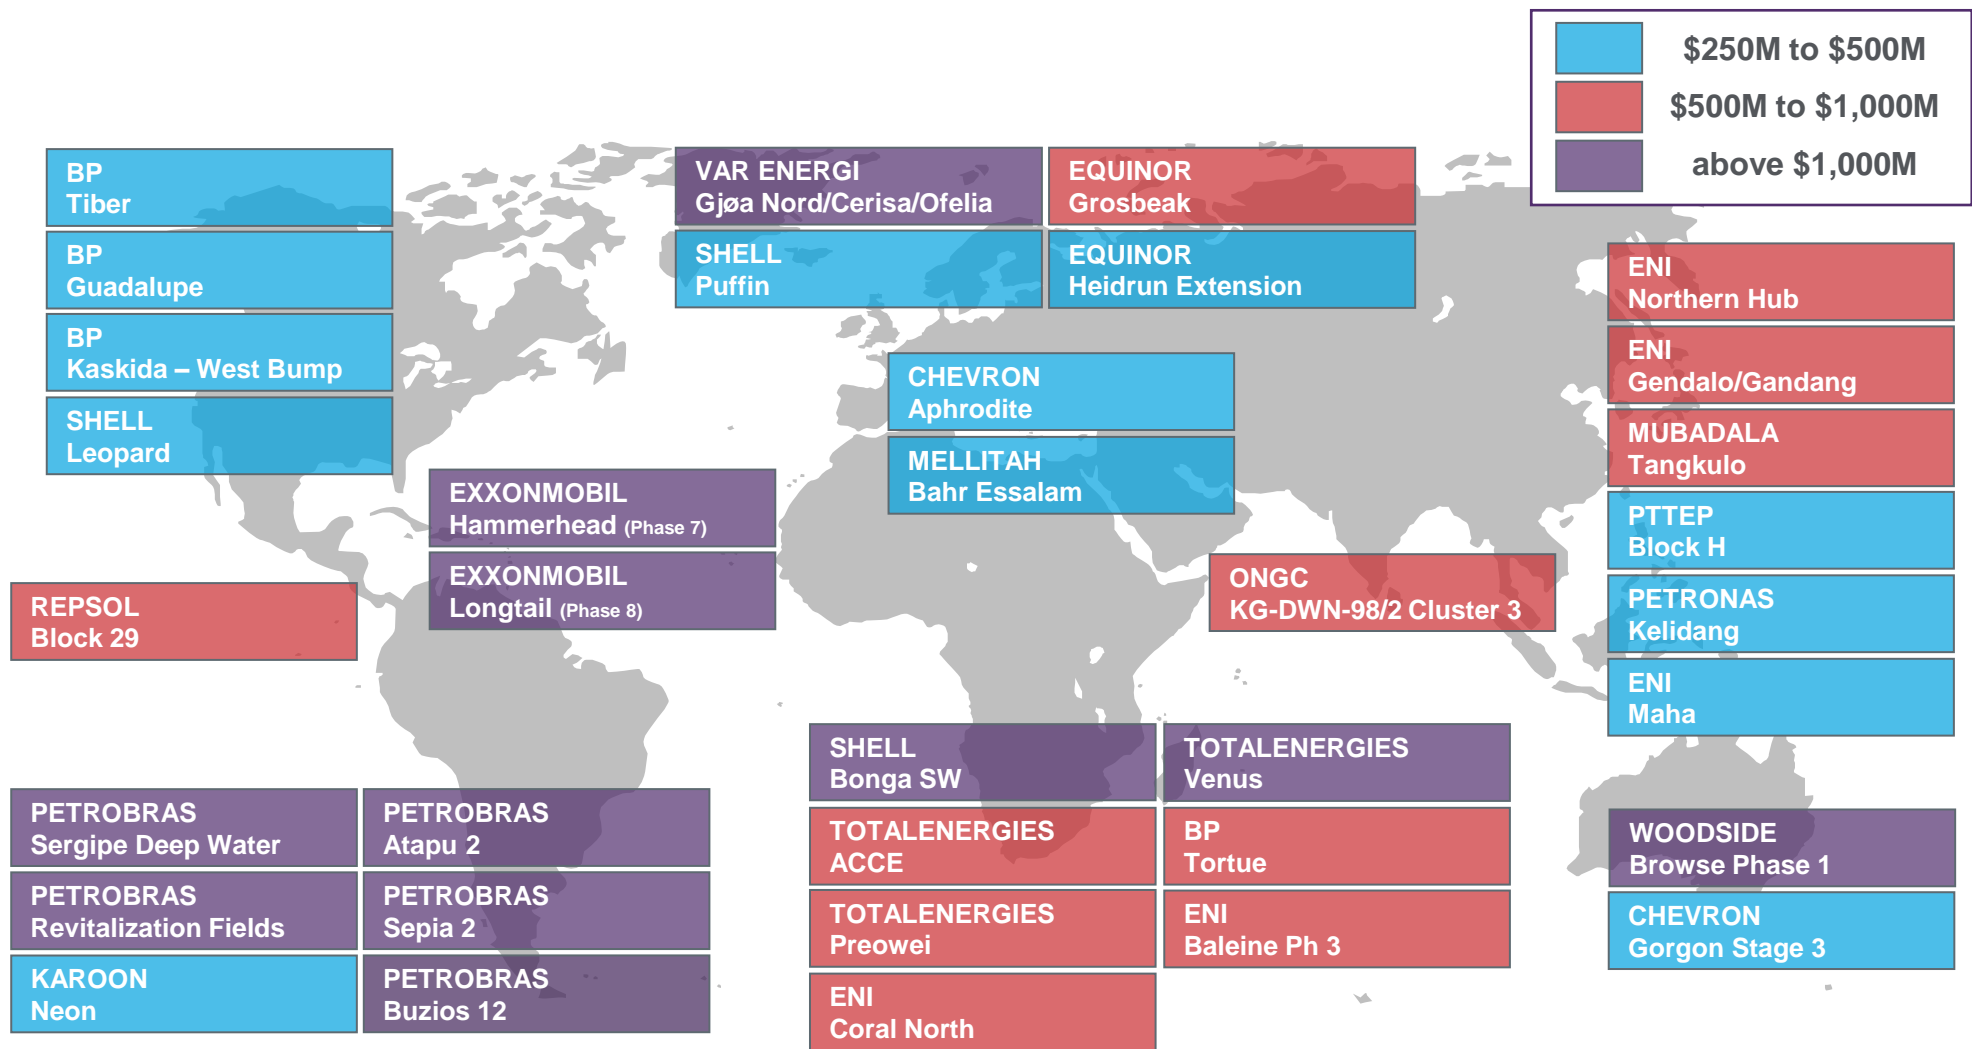 $250M to $500M
$500M to $1,000M
above $1,000M
BP
Tiber
BP
Guadalupe
BP
Kaskida – West Bump
SHELL
Leopard
VAR ENERGI
Gjøa Nord/Cerisa/Ofelia
EQUINOR
Grosbeak
SHELL
Puffin
EQUINOR
Heidrun Extension
CHEVRON
Aphrodite
MELLITAH
Bahr Essalam
EXXONMOBIL
Hammerhead (Phase 7)
EXXONMOBIL
Longtail (Phase 8)
REPSOL
Block 29
ONGC
KG-DWN-98/2 Cluster 3
ENI
Northern Hub
ENI
Gendalo/Gandang
MUBADALA
Tangkulo
PTTEP
Block H
PETRONAS
Kelidang
ENI
Maha
PETROBRAS
Sergipe Deep Water
PETROBRAS
Atapu 2
PETROBRAS
Revitalization Fields
PETROBRAS
Sepia 2
KAROON
Neon
PETROBRAS
Buzios 12
SHELL
Bonga SW
TOTALENERGIES
Venus
TOTALENERGIES
ACCE
BP
Tortue
TOTALENERGIES
Preowei
ENI
Baleine Ph 3
ENI
Coral North
WOODSIDE
Browse Phase 1
CHEVRON
Gorgon Stage 3